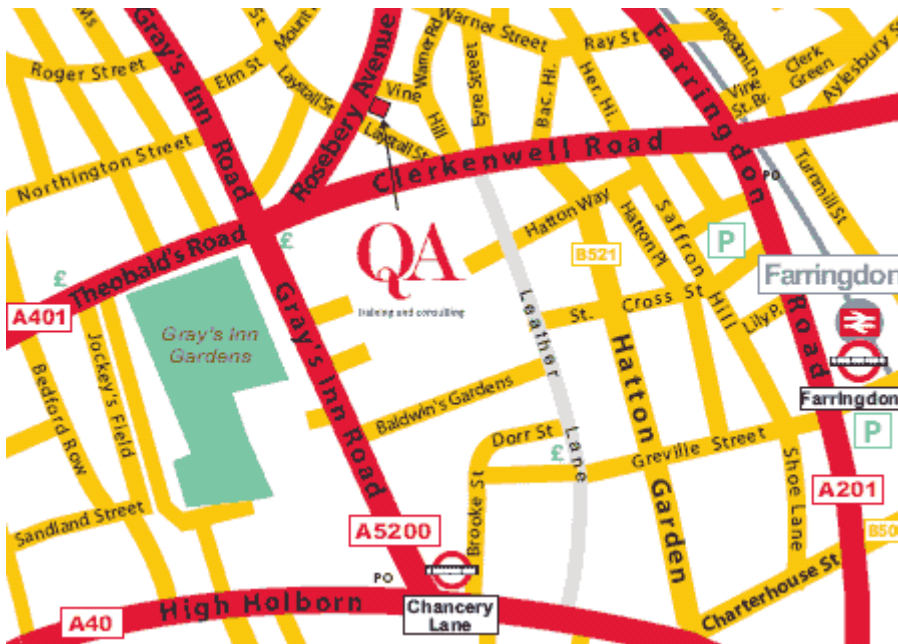 Ms
Gray's Inn Road
Mount
Roger Street
Elm St
Laystall St
Rosebery Avenue
Vine Hill
Warner Rd
Eyre Street
Warner Street
Bac. Hi.
Her. Hi.
Ray St
Farringdon Road
Farringdon Ln
Vine St. Br.
Clerk Green
Aylesbury St
Northington Street
Laystall St
Clerkenwell Road
PO
Turnmill St
Theobald's Road
£
£
A401
QA
training and consulting
Hatton Way
Hatton Pl
Saffron Hill
B521
P
Farringdon
Gray's Inn
Gardens
Jockey's Field
Bedford Row
Gray's Inn Road
Leather Lane
St. Cross St
Lily P.
Farringdon
P
Hatton Garden
Baldwin's Gardens
Dorr St
£
Greville Street
Shoe Lane
Brooke St
Sandland Street
A5200
A201
B50
PO
Chancery
Lane
Charterhouse St
High Holborn
A40